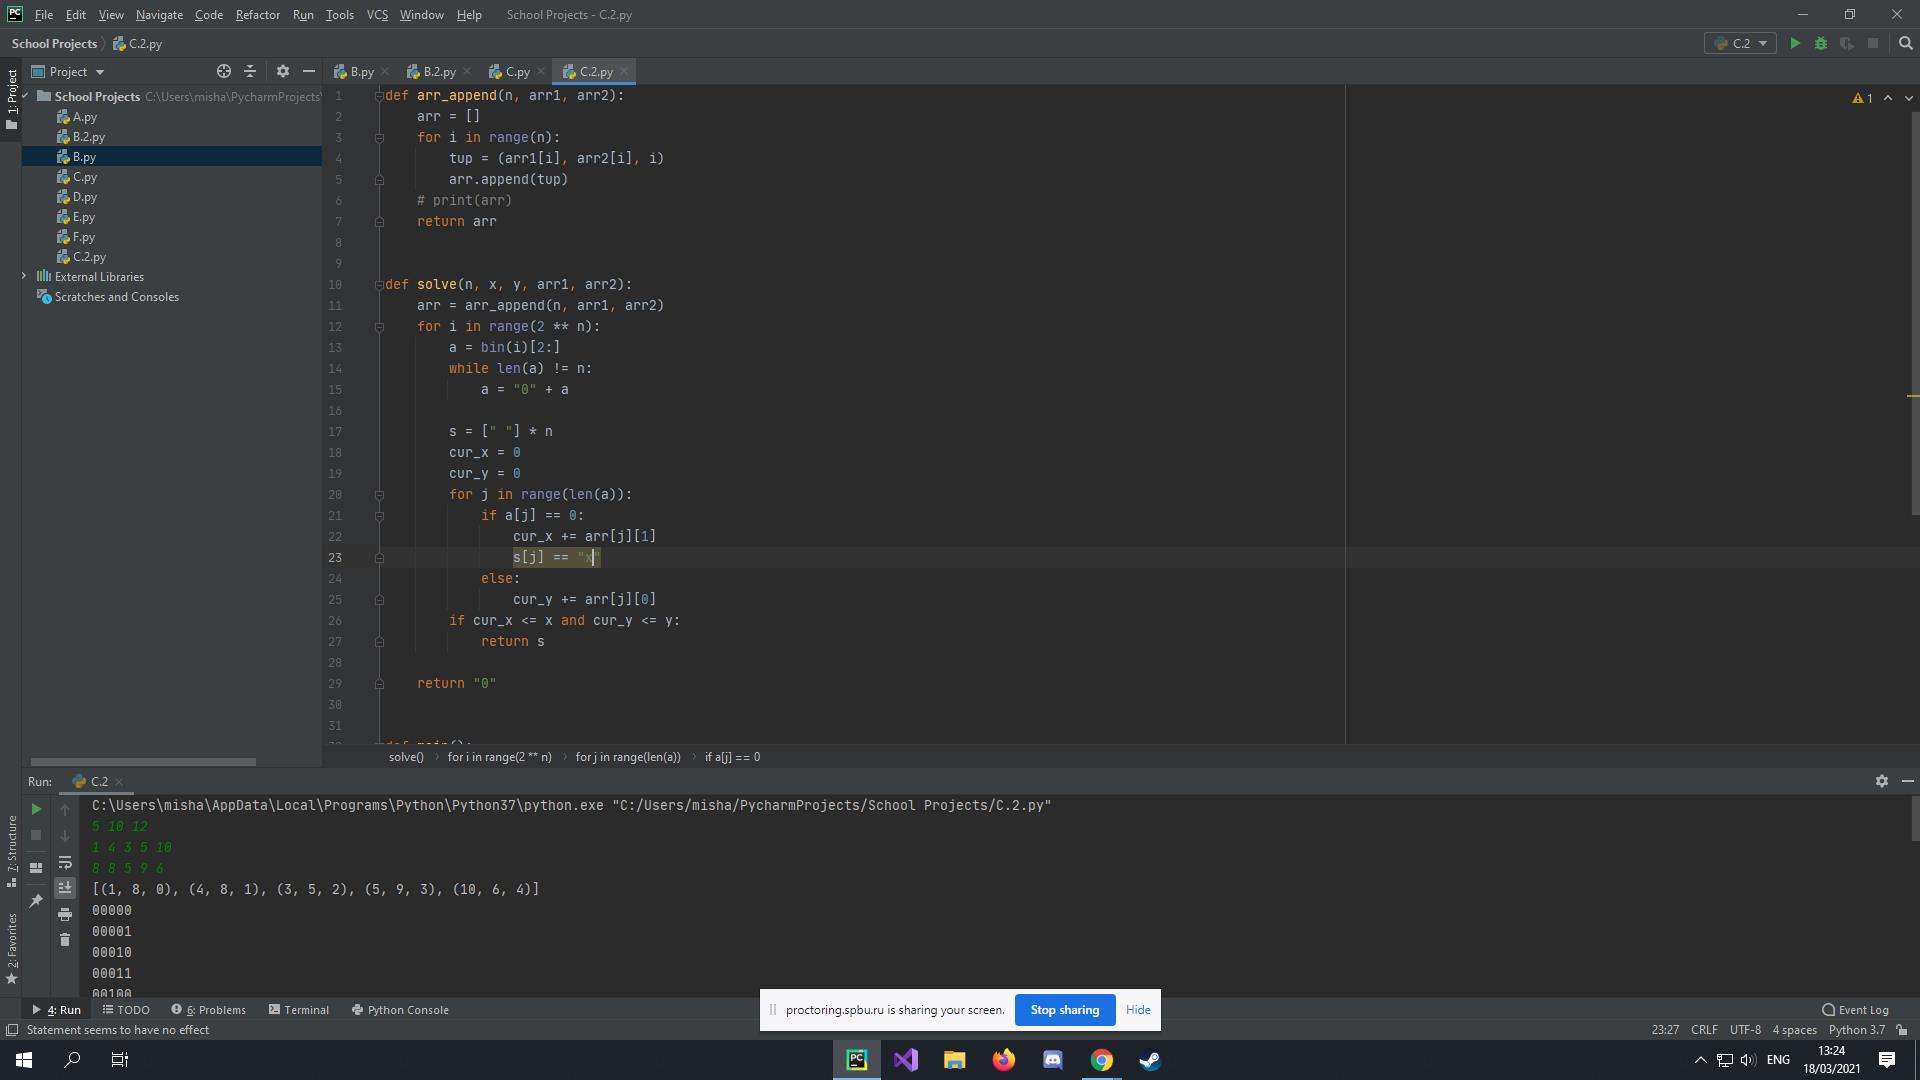 File Edit View Navigate Code Refactor Run Tools VCS Window Help School Projects - C.2.py
School Projects C.2.py C.2
1: Project
Project B.py B.2.py C.py C.2.py
School Projects C:\Users\misha\PycharmProjects\
A.py
B.2.py
B.py
C.py
D.py
E.py
F.py
C.2.py
External Libraries
Scratches and Consoles
1 def arr_append(n, arr1, arr2): 1
2 arr = []
3 for i in range(n):
4 tup = (arr1[i], arr2[i], i)
5 arr.append(tup)
6 # print(arr)
7 return arr
8
9
10 def solve(n, x, y, arr1, arr2):
11 arr = arr_append(n, arr1, arr2)
12 for i in range(2 ** n):
13 a = bin(i)[2:]
14 while len(a) != n:
15 a = "0" + a
16
17 s = [" "] * n
18 cur_x = 0
19 cur_y = 0
20 for j in range(len(a)):
21 if a[j] == 0:
22 cur_x += arr[j][1]
23 s[j] == "x"
24 else:
25 cur_y += arr[j][0]
26 if cur_x <= x and cur_y <= y:
27 return s
28
29 return "0"
30
31
32 def main():
solve() for i in range(2 ** n) for j in range(len(a)) if a[j] == 0
Run: C.2
C:\Users\misha\AppData\Local\Programs\Python\Python37\python.exe "C:/Users/misha/PycharmProjects/School Projects/C.2.py"
5 10 12
1 4 3 5 10
8 8 5 9 6
[(1, 8, 0), (4, 8, 1), (3, 5, 2), (5, 9, 3), (10, 6, 4)]
00000
00001
00010
00011
00100
7: Structure
2: Favorites
proctoring.spbu.ru is sharing your screen. Stop sharing Hide
4: Run TODO 6: Problems Terminal Python Console Event Log
Statement seems to have no effect 23:27 CRLF UTF-8 4 spaces Python 3.7
ENG 13:24
18/03/2021